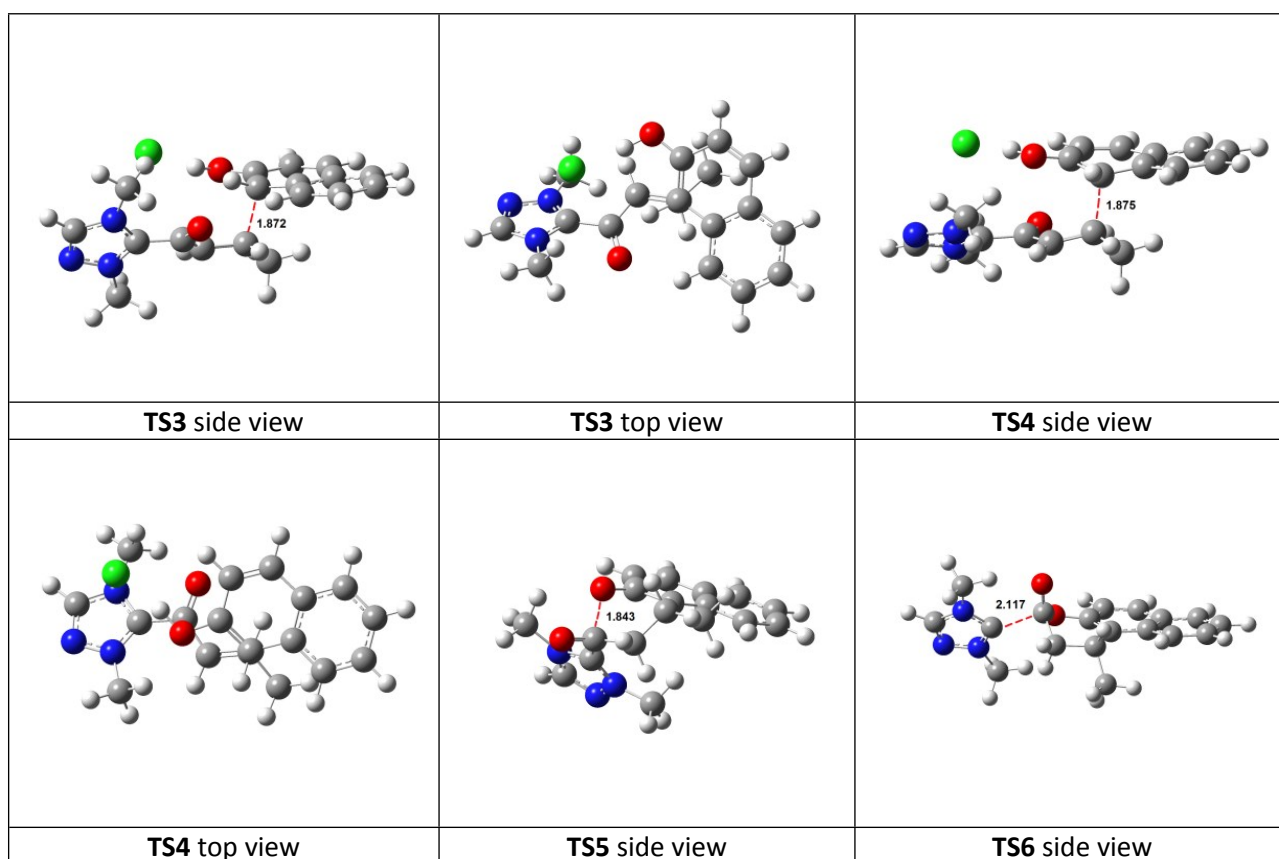 1.872
1.875
TS3 side view
TS3 top view
TS4 side view
1.843
2.117
TS4 top view
TS5 side view
TS6 side view